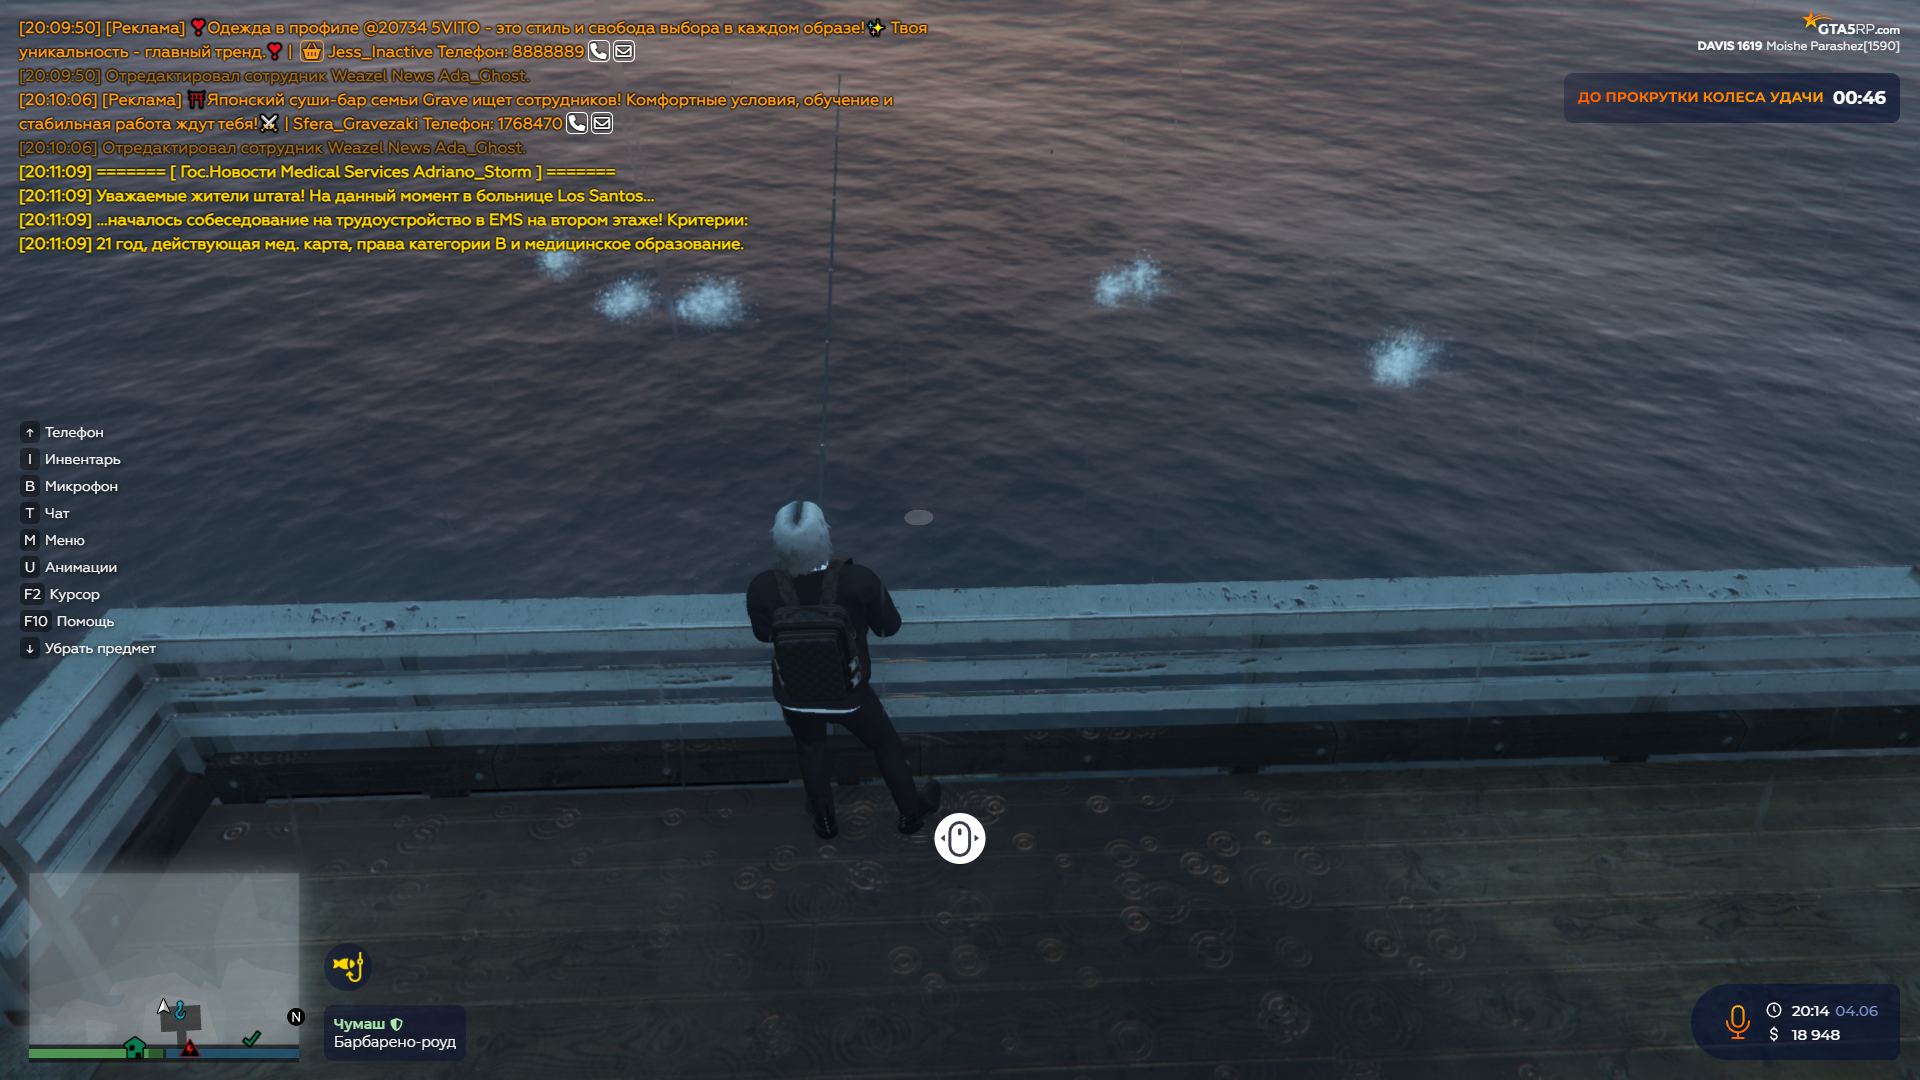 [20:09:50] [Реклама] ❣️Одежда в профиле @20734 5VITO - это стиль и свобода выбора в каждом образе!✨ Твоя
уникальность - главный тренд.❣️ | Jess_Inactive Телефон: 8888889
[20:09:50] Отредактировал сотрудник Weazel News Ada_Ghost.
[20:10:06] [Реклама] ⛩️Японский суши-бар семьи Grave ищет сотрудников! Комфортные условия, обучение и
стабильная работа ждут тебя!⚔️ | Sfera_Gravezaki Телефон: 1768470
[20:10:06] Отредактировал сотрудник Weazel News Ada_Ghost.
[20:11:09] ======= [ Гос.Новости Medical Services Adriano_Storm ] =======
[20:11:09] Уважаемые жители штата! На данный момент в больнице Los Santos...
[20:11:09] ...началось собеседование на трудоустройство в EMS на втором этаже! Критерии:
[20:11:09] 21 год, действующая мед. карта, права категории B и медицинское образование.
GTA5RP.com
DAVIS 1619 Moishe Parashez[1590]
ДО ПРОКРУТКИ КОЛЕСА УДАЧИ 00:46
↑ Телефон
I Инвентарь
B Микрофон
T Чат
M Меню
U Анимации
F2 Курсор
F10 Помощь
↓ Убрать предмет
N
Чумаш
Барбарено-роуд
20:14 04.06
$ 18 948